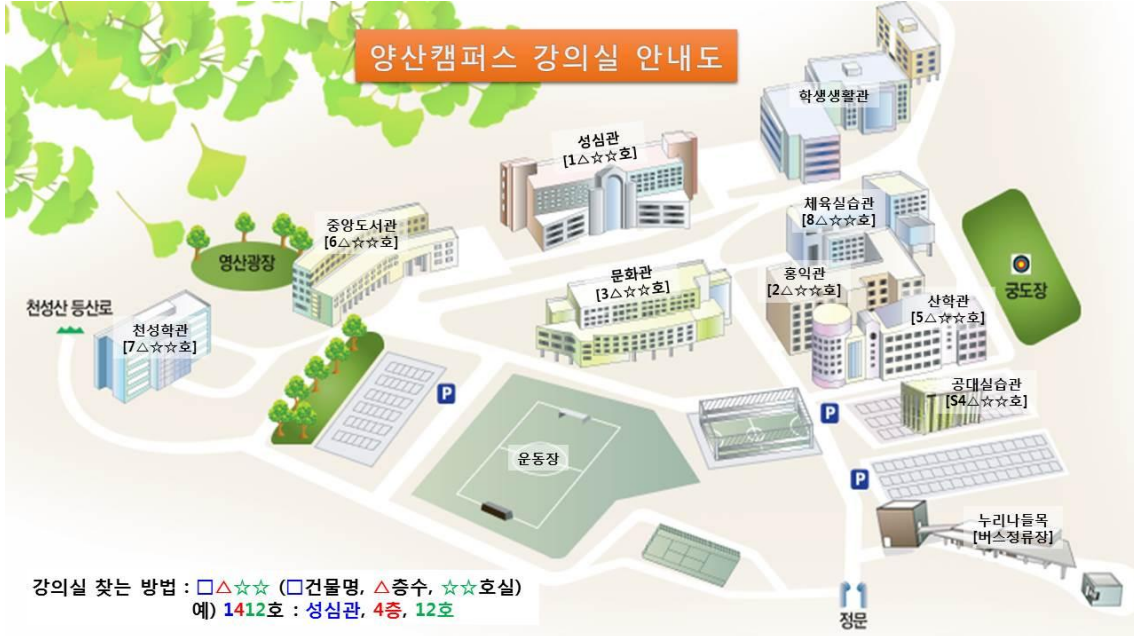 양산캠퍼스 강의실 안내도
학생생활관
성심관
[1△☆☆호]
체육실습관
[8△☆☆호]
중앙도서관
[6△☆☆호]
영산광장
문화관
[3△☆☆호]
홍익관
[2△☆☆호]
궁도장
천성산 등산로
천성학관
[7△☆☆호]
산학관
[5△☆☆호]
공대실습관
[S4△☆☆호]
P
P
운동장
P
누리나들목
[버스정류장]
강의실 찾는 방법 : □△☆☆ (□건물명, △층수, ☆☆호실)
예) 1412호 : 성심관, 4층, 12호
정문